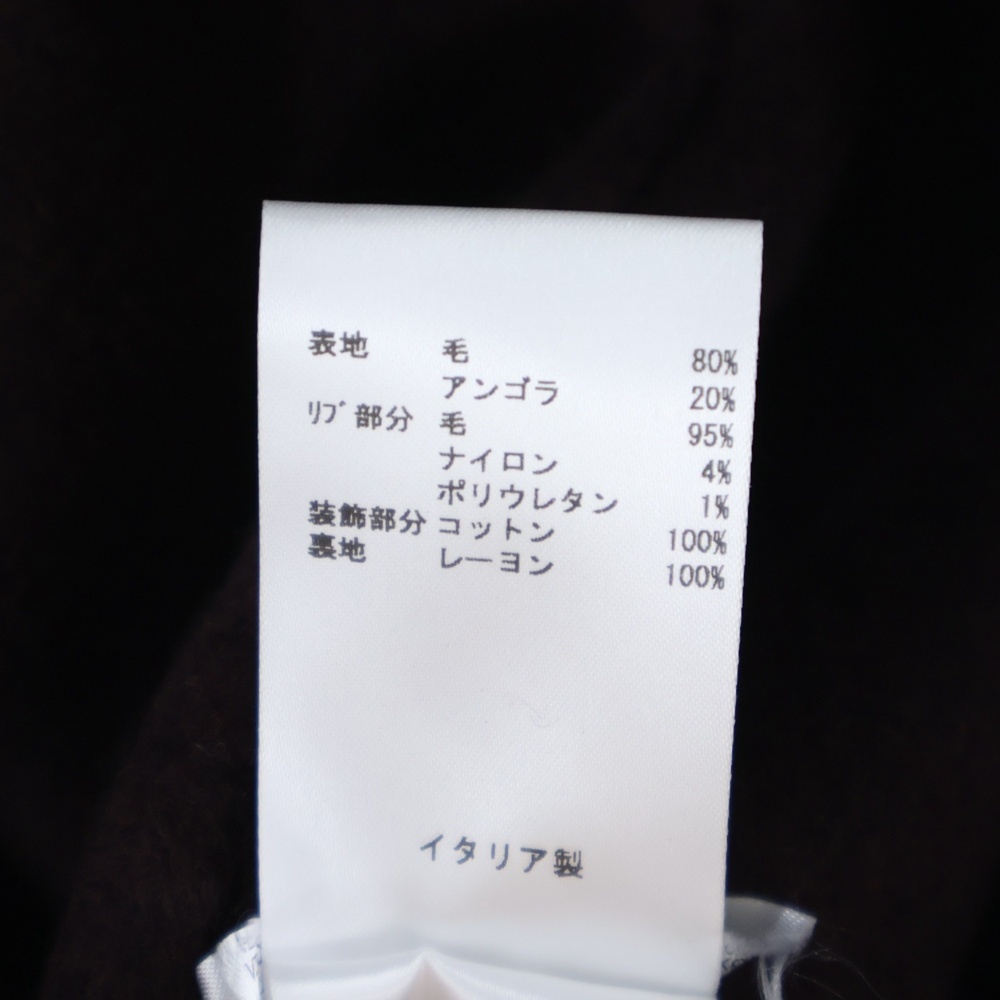 表地 毛 80%
アンゴラ 20%
ﾘﾌﾞ部分 毛 95%
ナイロン 4%
ポリウレタン 1%
装飾部分 コットン 100%
裏地 レーヨン 100%
イタリア製